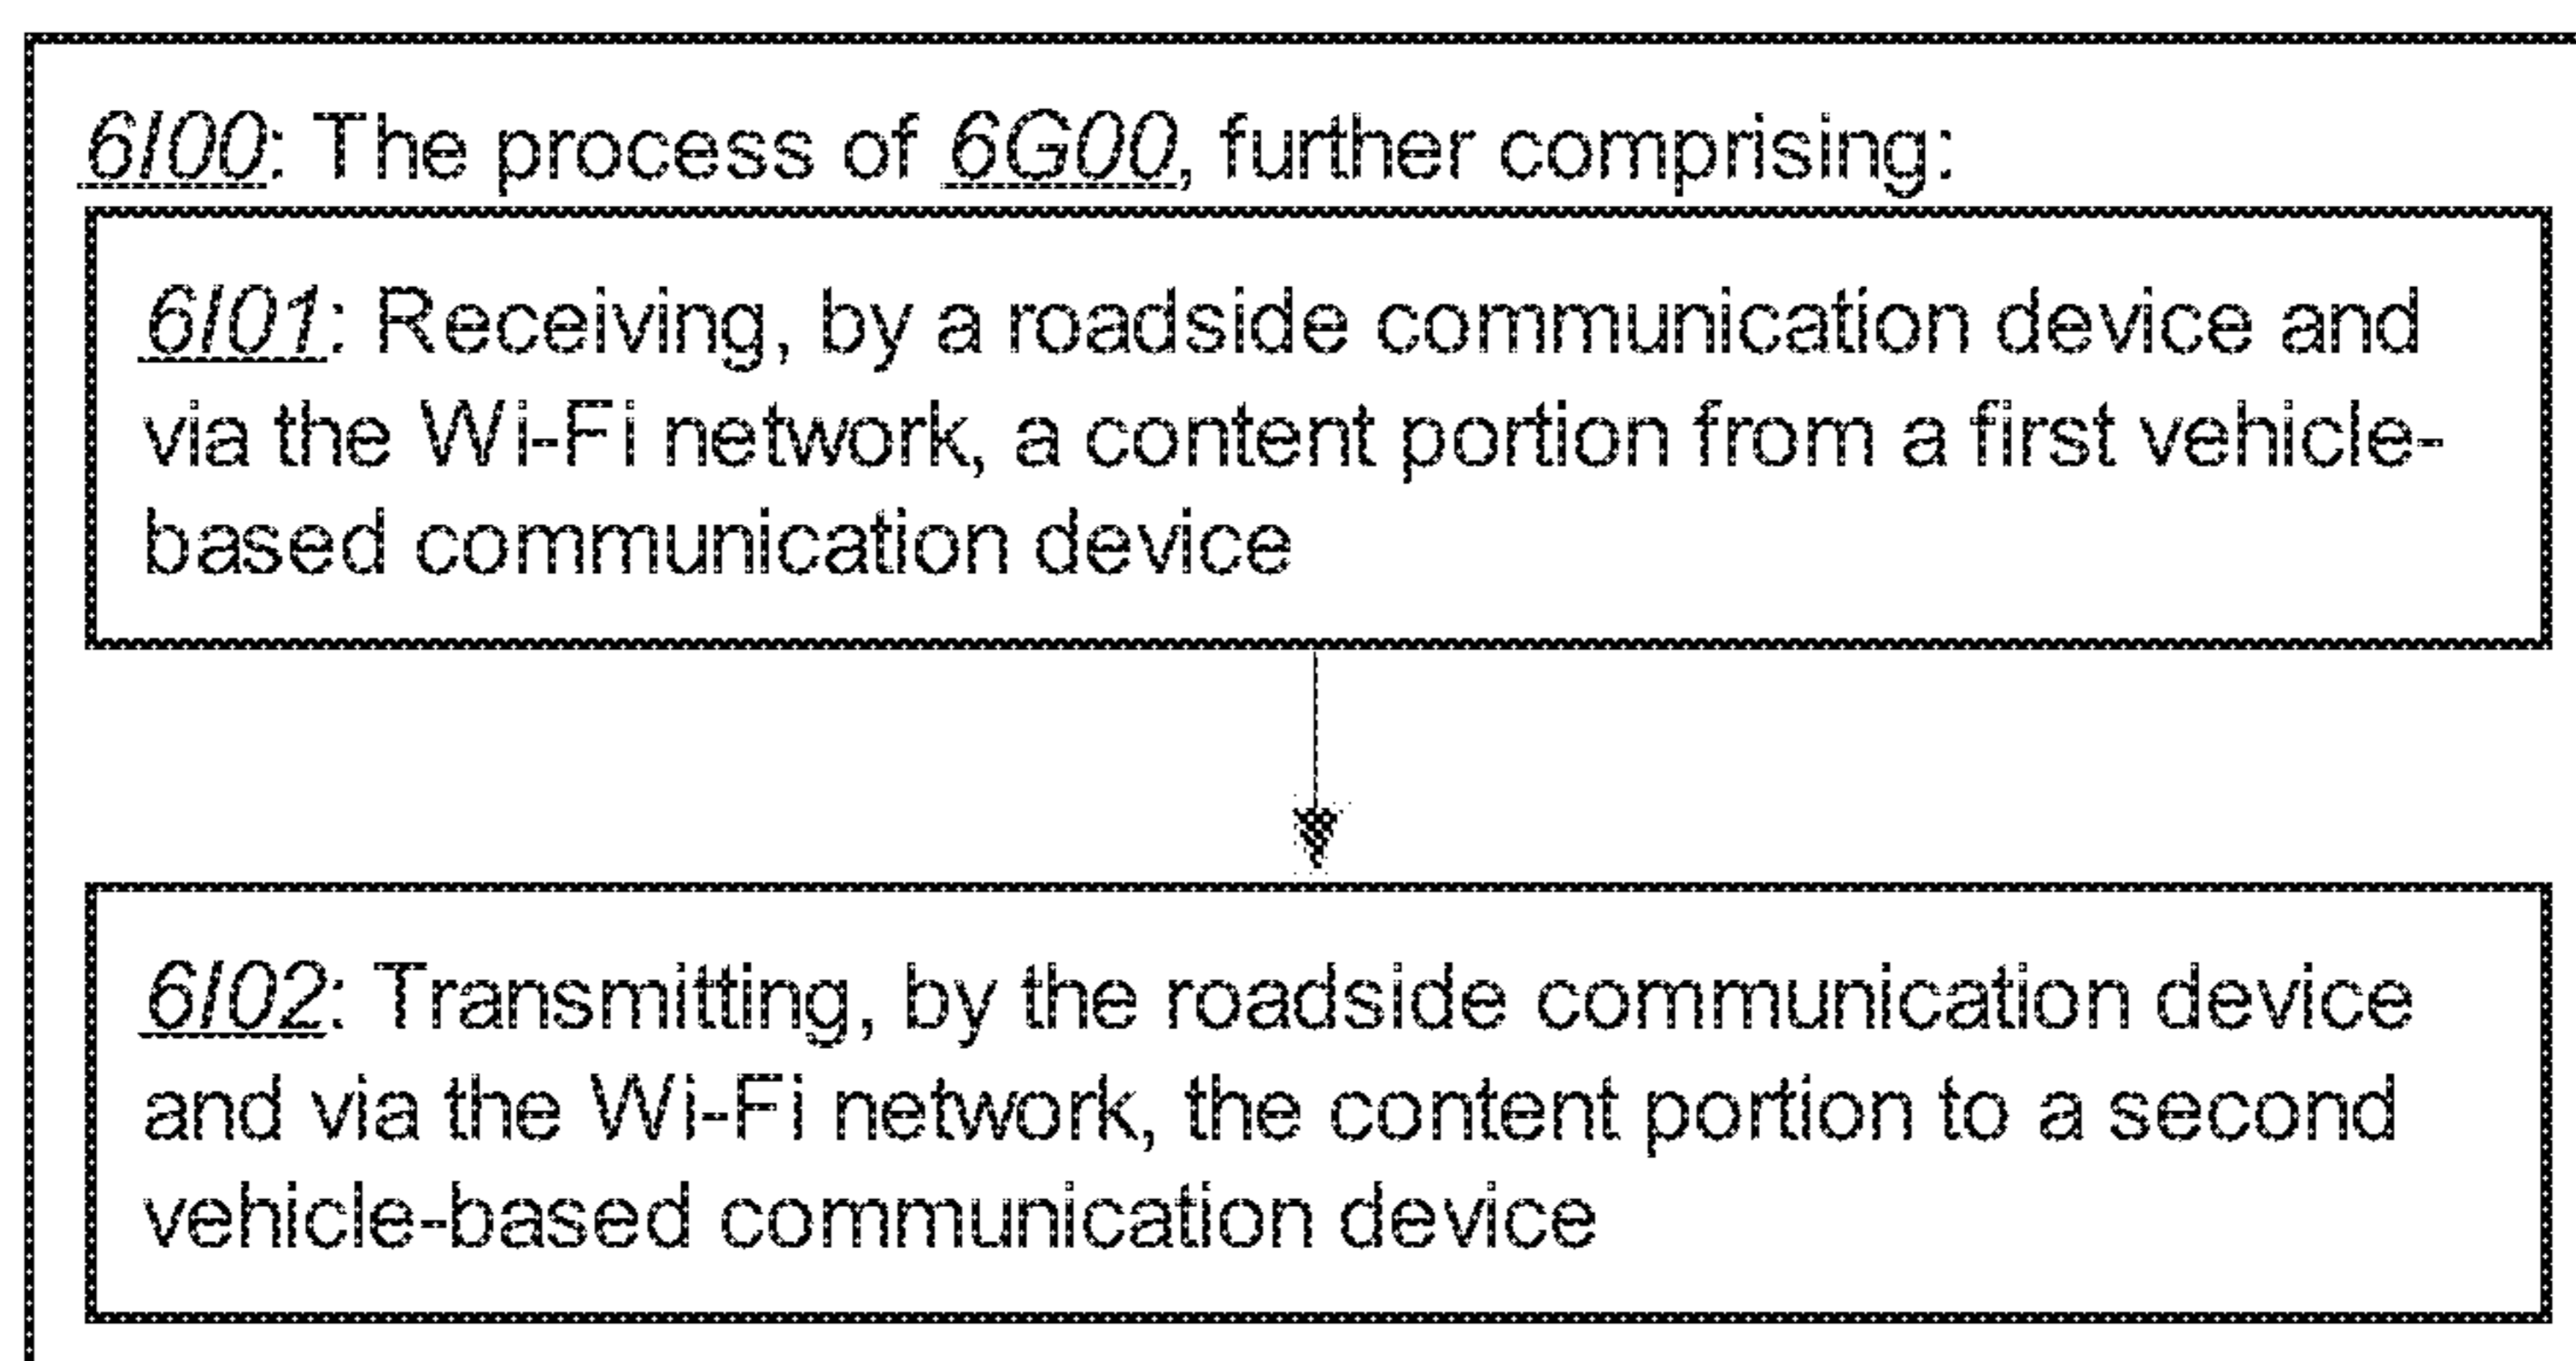 6I00: The process of 6G00, further comprising:
6I01: Receiving, by a roadside communication device and
via the Wi-Fi network, a content portion from a first vehicle-
based communication device
6I02: Transmitting, by the roadside communication device
and via the Wi-Fi network, the content portion to a second
vehicle-based communication device